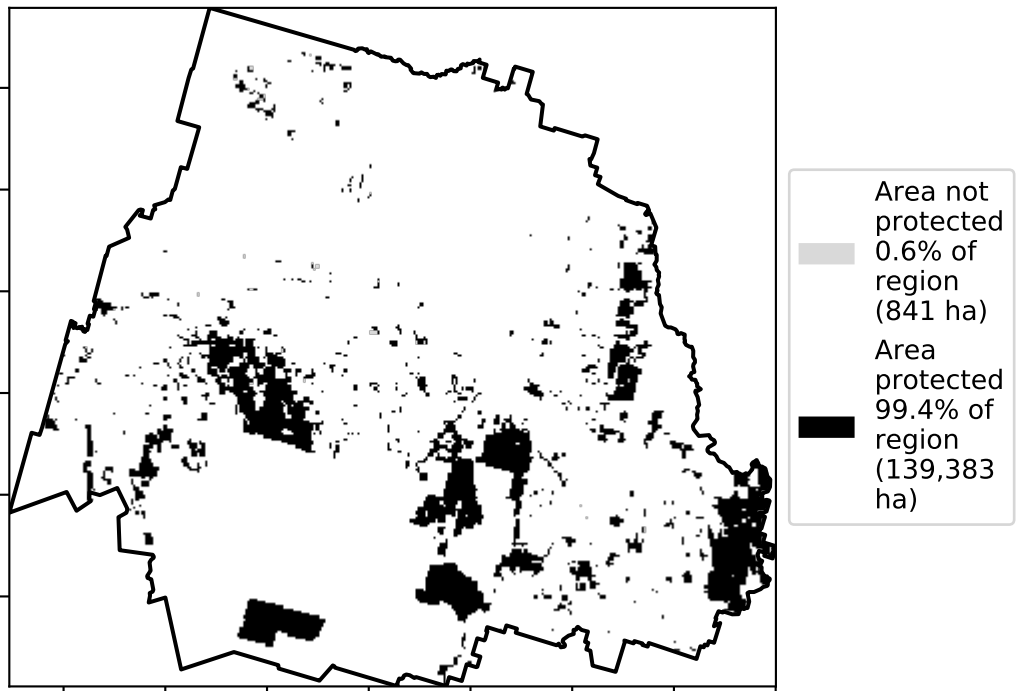 Area not
protected
0.6% of
region
(841 ha)
Area
protected
99.4% of
region
(139,383
ha)